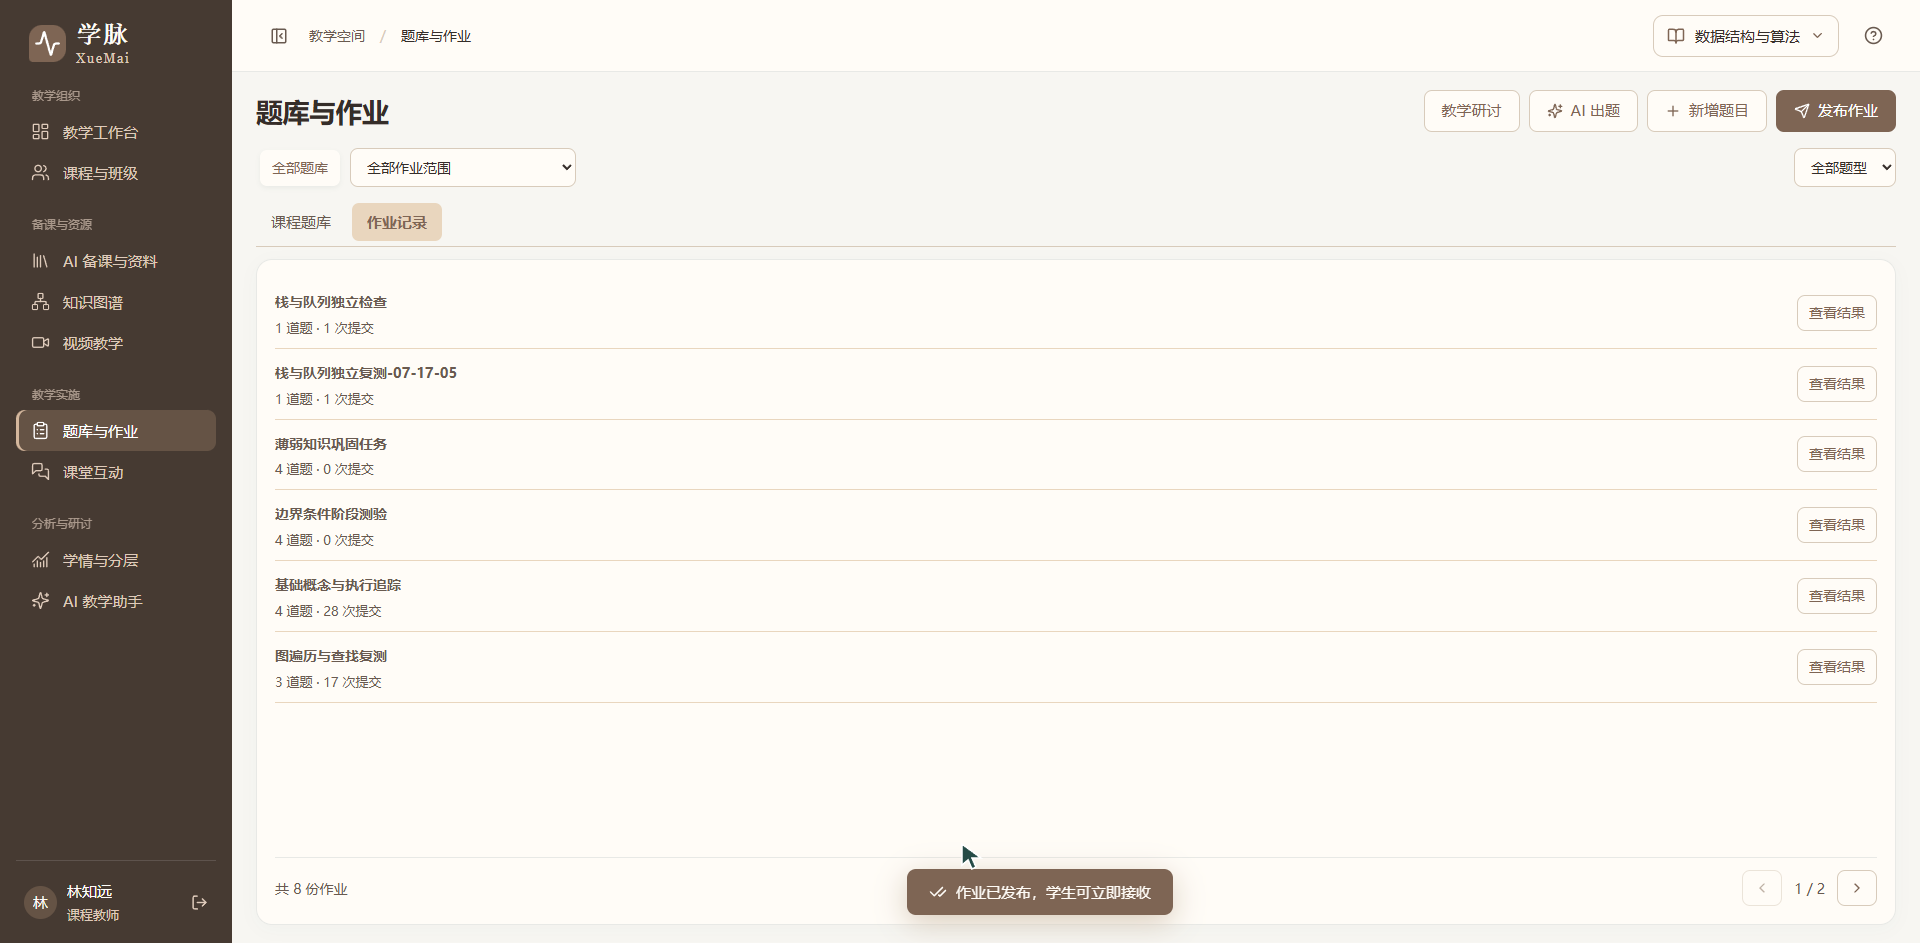 学脉
XueMai
教学组织
教学工作台
课程与班级
备课与资源
AI 备课与资料
知识图谱
视频教学
教学实施
题库与作业
课堂互动
分析与研讨
学情与分层
AI 教学助手
林
林知远
课程教师
教学空间 / 题库与作业
数据结构与算法
题库与作业
教学研讨
AI 出题
新增题目
发布作业
全部题库
全部作业范围
全部题型
课程题库
作业记录
栈与队列独立检查
1 道题 · 1 次提交
查看结果
栈与队列独立复测-07-17-05
1 道题 · 1 次提交
查看结果
薄弱知识巩固任务
4 道题 · 0 次提交
查看结果
边界条件阶段测验
4 道题 · 0 次提交
查看结果
基础概念与执行追踪
4 道题 · 28 次提交
查看结果
图遍历与查找复测
3 道题 · 17 次提交
查看结果
共 8 份作业
作业已发布，学生可立即接收
1 / 2